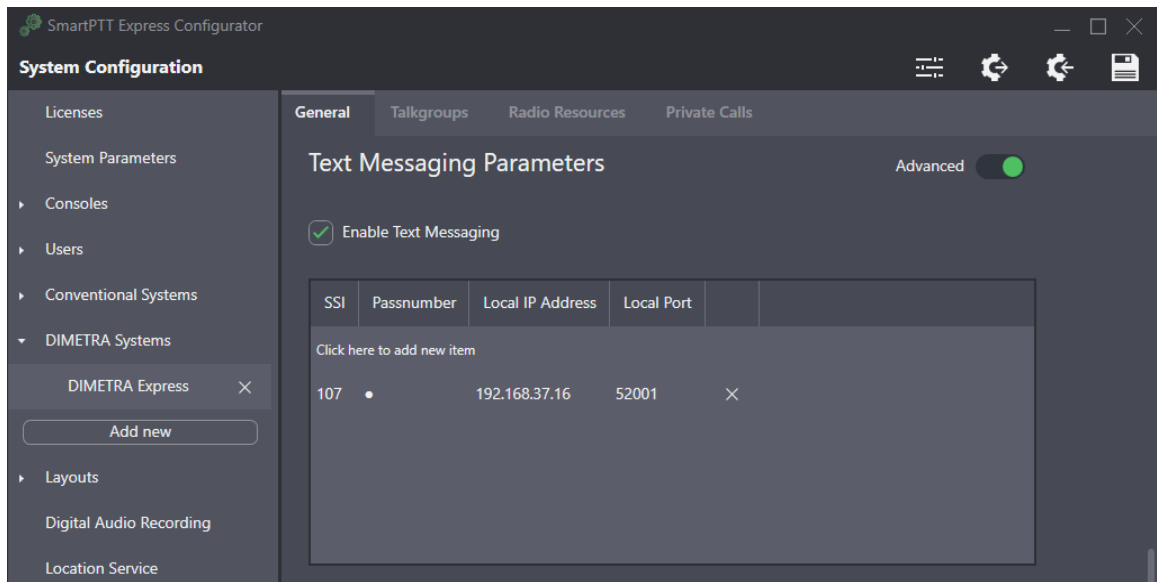 SmartPTT Express Configurator
System Configuration
Licenses
System Parameters
Consoles
Users
Conventional Systems
DIMETRA Systems
DIMETRA Express
Add new
Layouts
Digital Audio Recording
Location Service
General Talkgroups Radio Resources Private Calls
Text Messaging Parameters
Advanced
Enable Text Messaging
SSI Passnumber Local IP Address Local Port
Click here to add new item
107 ● 192.168.37.16 52001